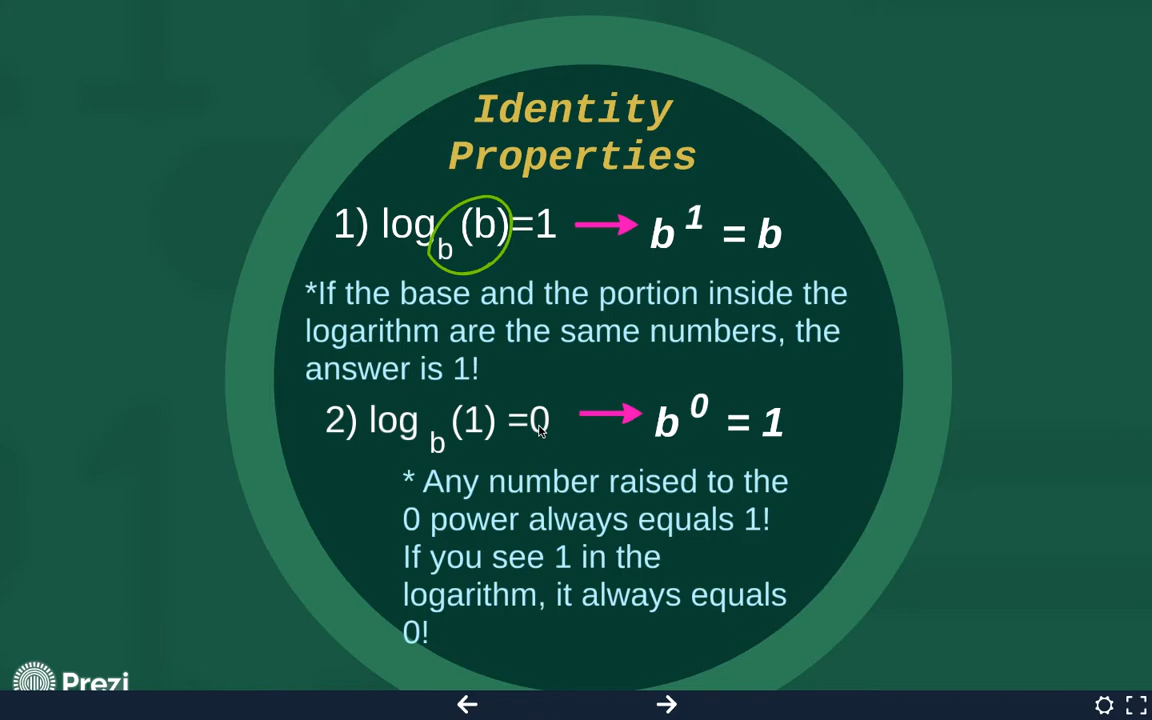 Identity
Properties
1) log_b (b)=1 → b^1 = b
*If the base and the portion inside the
logarithm are the same numbers, the
answer is 1!
2) log_b (1) =0 → b^0 = 1
* Any number raised to the
0 power always equals 1!
If you see 1 in the
logarithm, it always equals
0!
Prezi